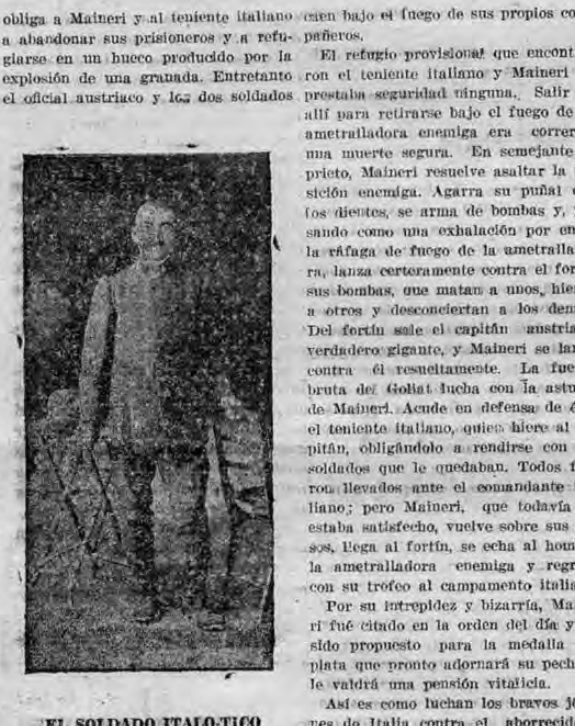 obliga a Maineri y al teniente italiano
a abandonar sus prisioneros y a refu-
giarse en un hueco producido por la
explosión de una granada. Entretanto
el oficial austriaco y los dos soldados
EL SOLDADO ITALO-TICO
caen bajo el fuego de sus propios co
pañeros.
El refugio provisional que encont
ron el teniente italiano y Maineri
prestaba seguridad ninguna. Salir
allí para retirarse bajo el fuego de
ametralladora enemiga era correr
una muerte segura. En semejante
prieto, Maineri resuelve asaltar la
sición enemiga. Agarra su puñal
los dientes, se arma de bombas y,
sando como una exhalación por en
la ráfaga de fuego de la ametralla
ra, lanza certeramente contra el for
sus bombas, que matan a unos, hie
a otros y desconciertan a los dem
Del fortín sale el capitán austria
verdadero gigante, y Maineri se la
contra él resueltamente. La fue
bruta del Goliat lucha con la astu
de Maineri. Acude en defensa de
el teniente italiano, quien hiere al
pitán, obligándolo a rendirse con
soldados que le quedaban. Todos f
ron llevados ante el comandante
liano; pero Maineri, que todavía
estaba satisfecho, vuelve sobre sus
sos, llega al fortín, se echa al hom
la ametralladora enemiga y regr
con su trofeo al campamento italia
Por su intrepidez y bizarría, Ma
ri fué citado en la orden del día y
sido propuesto para la medalla
plata que pronto adornará su pech
le valdrá una pensión vitalicia.
Así es como luchan los bravos jó
nes de Italia contra el aborrecid